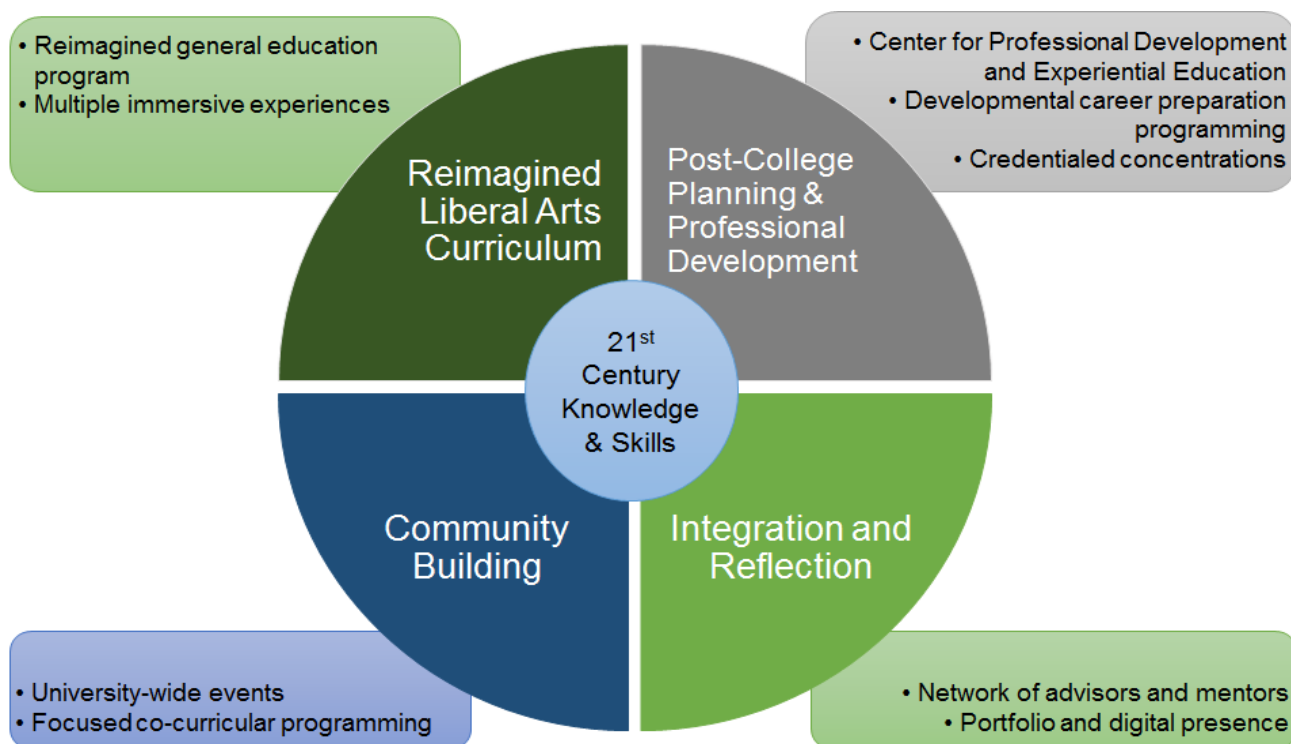 • Reimagined general education
program
• Multiple immersive experiences
• Center for Professional Development
and Experiential Education
• Developmental career preparation
programming
• Credentialed concentrations
Reimagined
Liberal Arts
Curriculum
Post-College
Planning &
Professional
Development
21st
Century
Knowledge
& Skills
Community
Building
Integration and
Reflection
• University-wide events
• Focused co-curricular programming
• Network of advisors and mentors
• Portfolio and digital presence